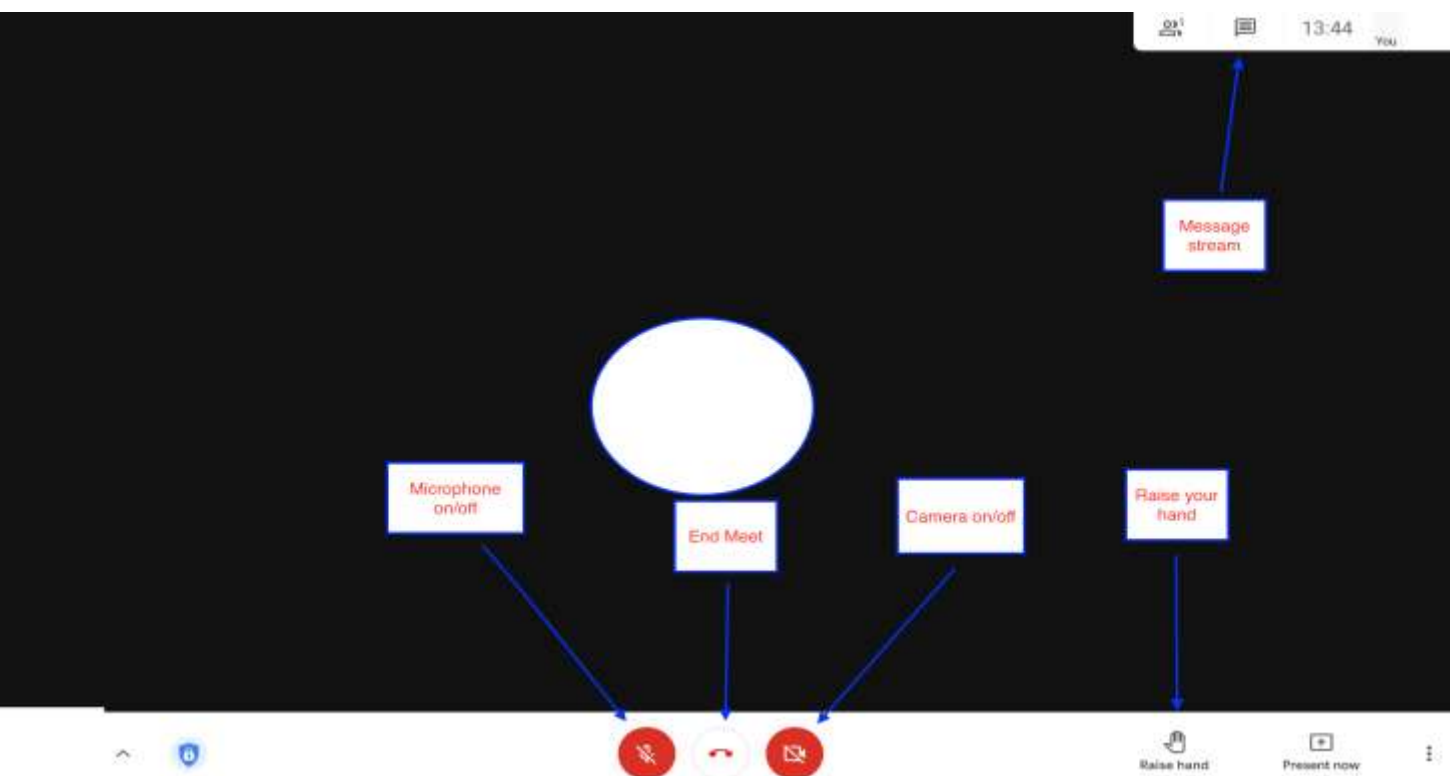 13:44
You
Message
stream
Microphone
on/off
End Meet
Camera on/off
Raise your
hand
Raise hand
Present now